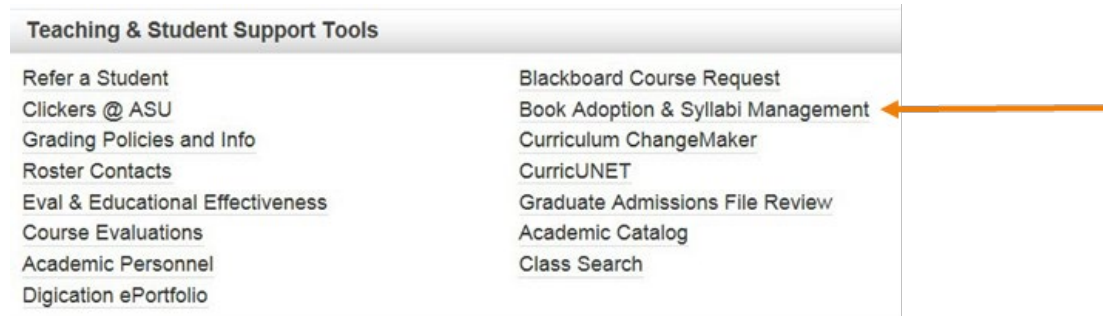 Teaching & Student Support Tools
Refer a Student
Clickers @ ASU
Grading Policies and Info
Roster Contacts
Eval & Educational Effectiveness
Course Evaluations
Academic Personnel
Digication ePortfolio
Blackboard Course Request
Book Adoption & Syllabi Management
Curriculum ChangeMaker
CurricUNET
Graduate Admissions File Review
Academic Catalog
Class Search